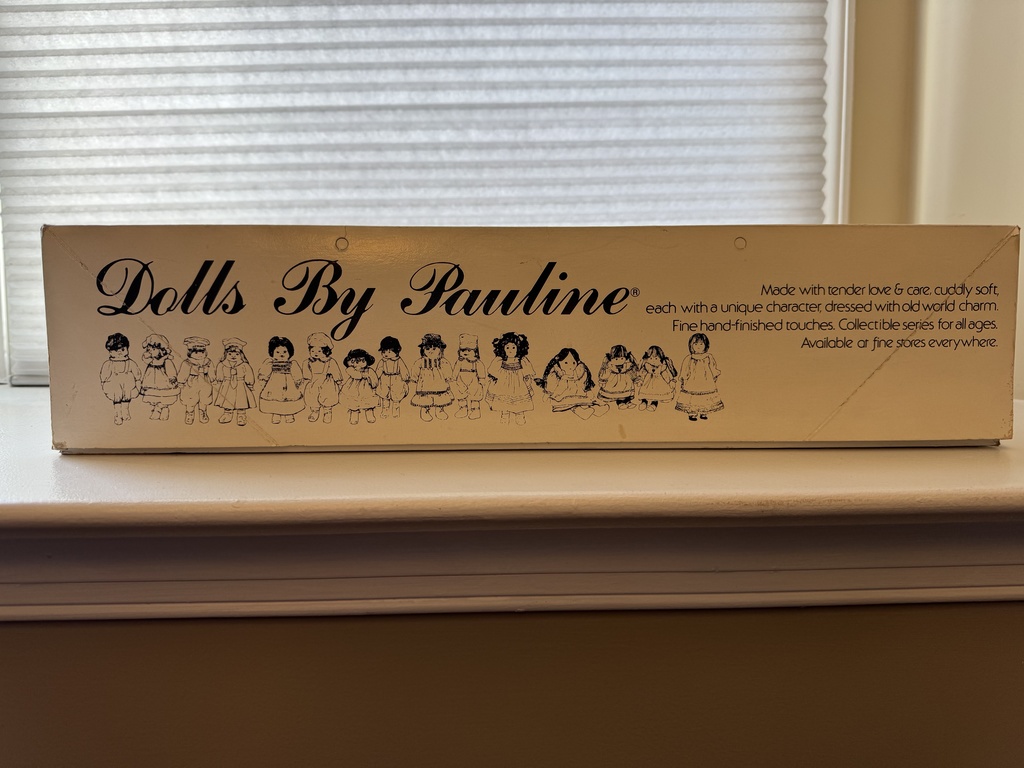 Dolls By Pauline®
Made with tender love & care. cuddly soft,
each with a unique character, dressed with old world charm.
Fine hand-finished touches. Collectible series for all ages.
Available at fine stores everywhere.